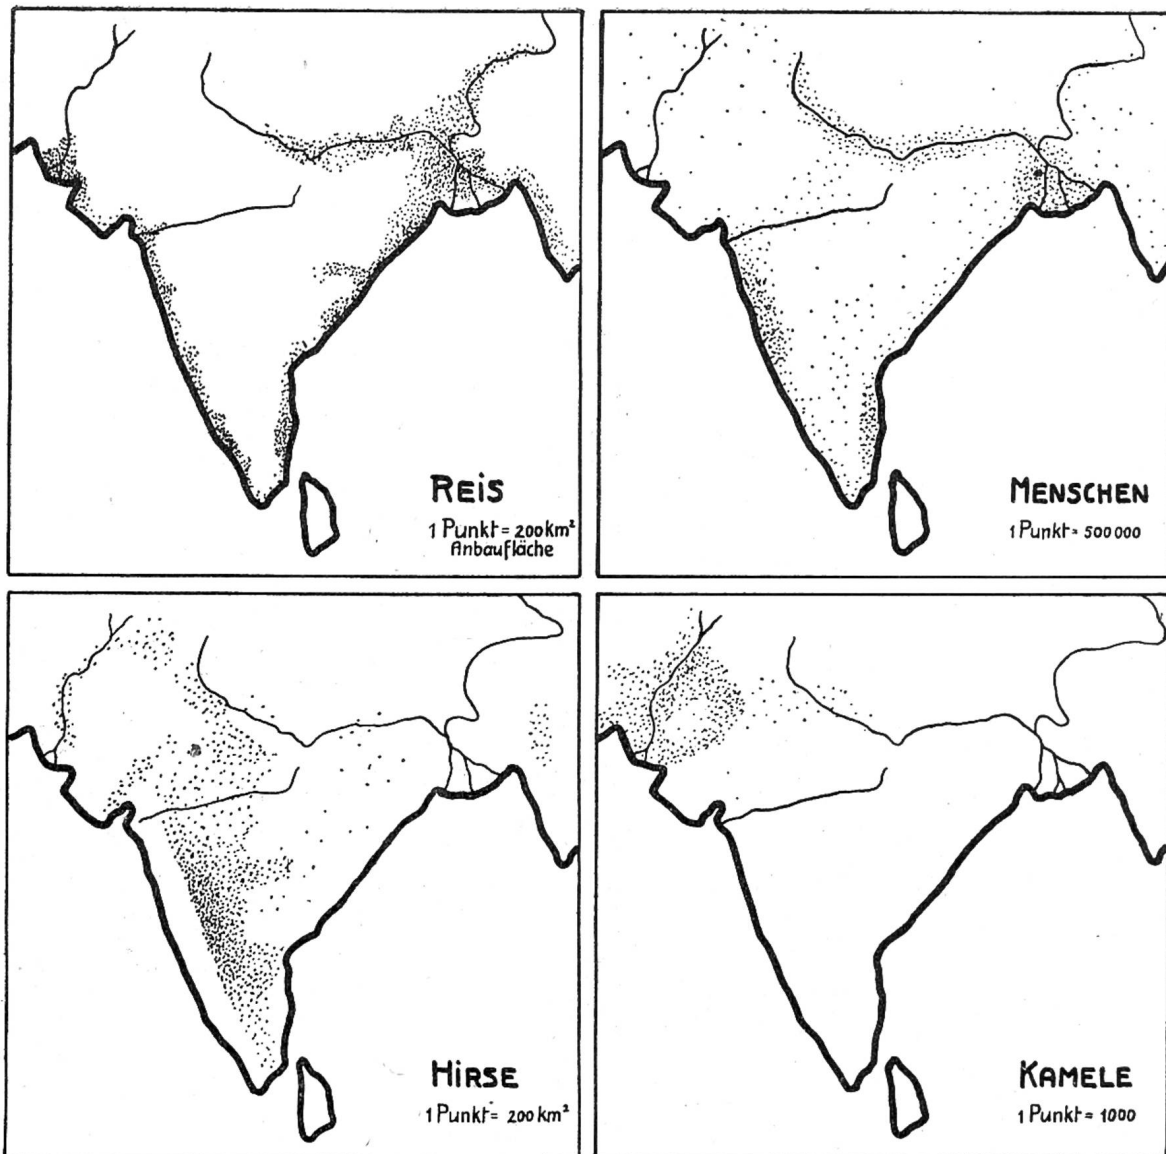 REIS
1 Punkt = 200 km²
Anbaufläche
MENSCHEN
1 Punkt = 500 000
HIRSE
1 Punkt = 200 km²
KAMELE
1 Punkt = 1000